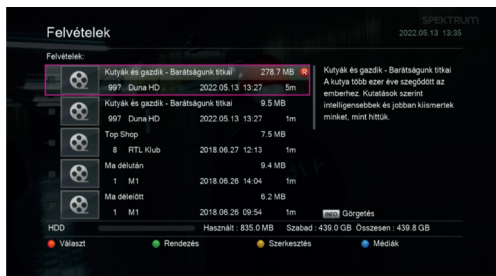 SPEKTRUM
Felvételek
2022.05.13 13:35
Felvételek:
Kutyák és gazdik - Barátságunk titkai 278.7 MB R
997 Duna HD 2022.05.13 13:27 5m
Kutyák és gazdik - Barátságunk titkai 9.5 MB
997 Duna HD 2022.05.13 13:27 1m
Top Shop 7.5 MB
8 RTL Klub 2018.06.27 12:13 1m
Ma délután 9.4 MB
1 M1 2018.06.26 14:04 1m
Ma délelőtt 6.2 MB
1 M1 2018.06.26 09:54 1m
Kutyák és gazdik - Barátságunk titkai
A kutya több ezer éve szegődött az
emberhez. Kutatások szerint
intelligensebbek és jobban kiismertek
minket, mint hittük.
INFO Görgetés
HDD Használt : 835.0 MB Szabad : 439.0 GB Összesen : 439.8 GB
Választ Rendezés Szerkesztés Médiák